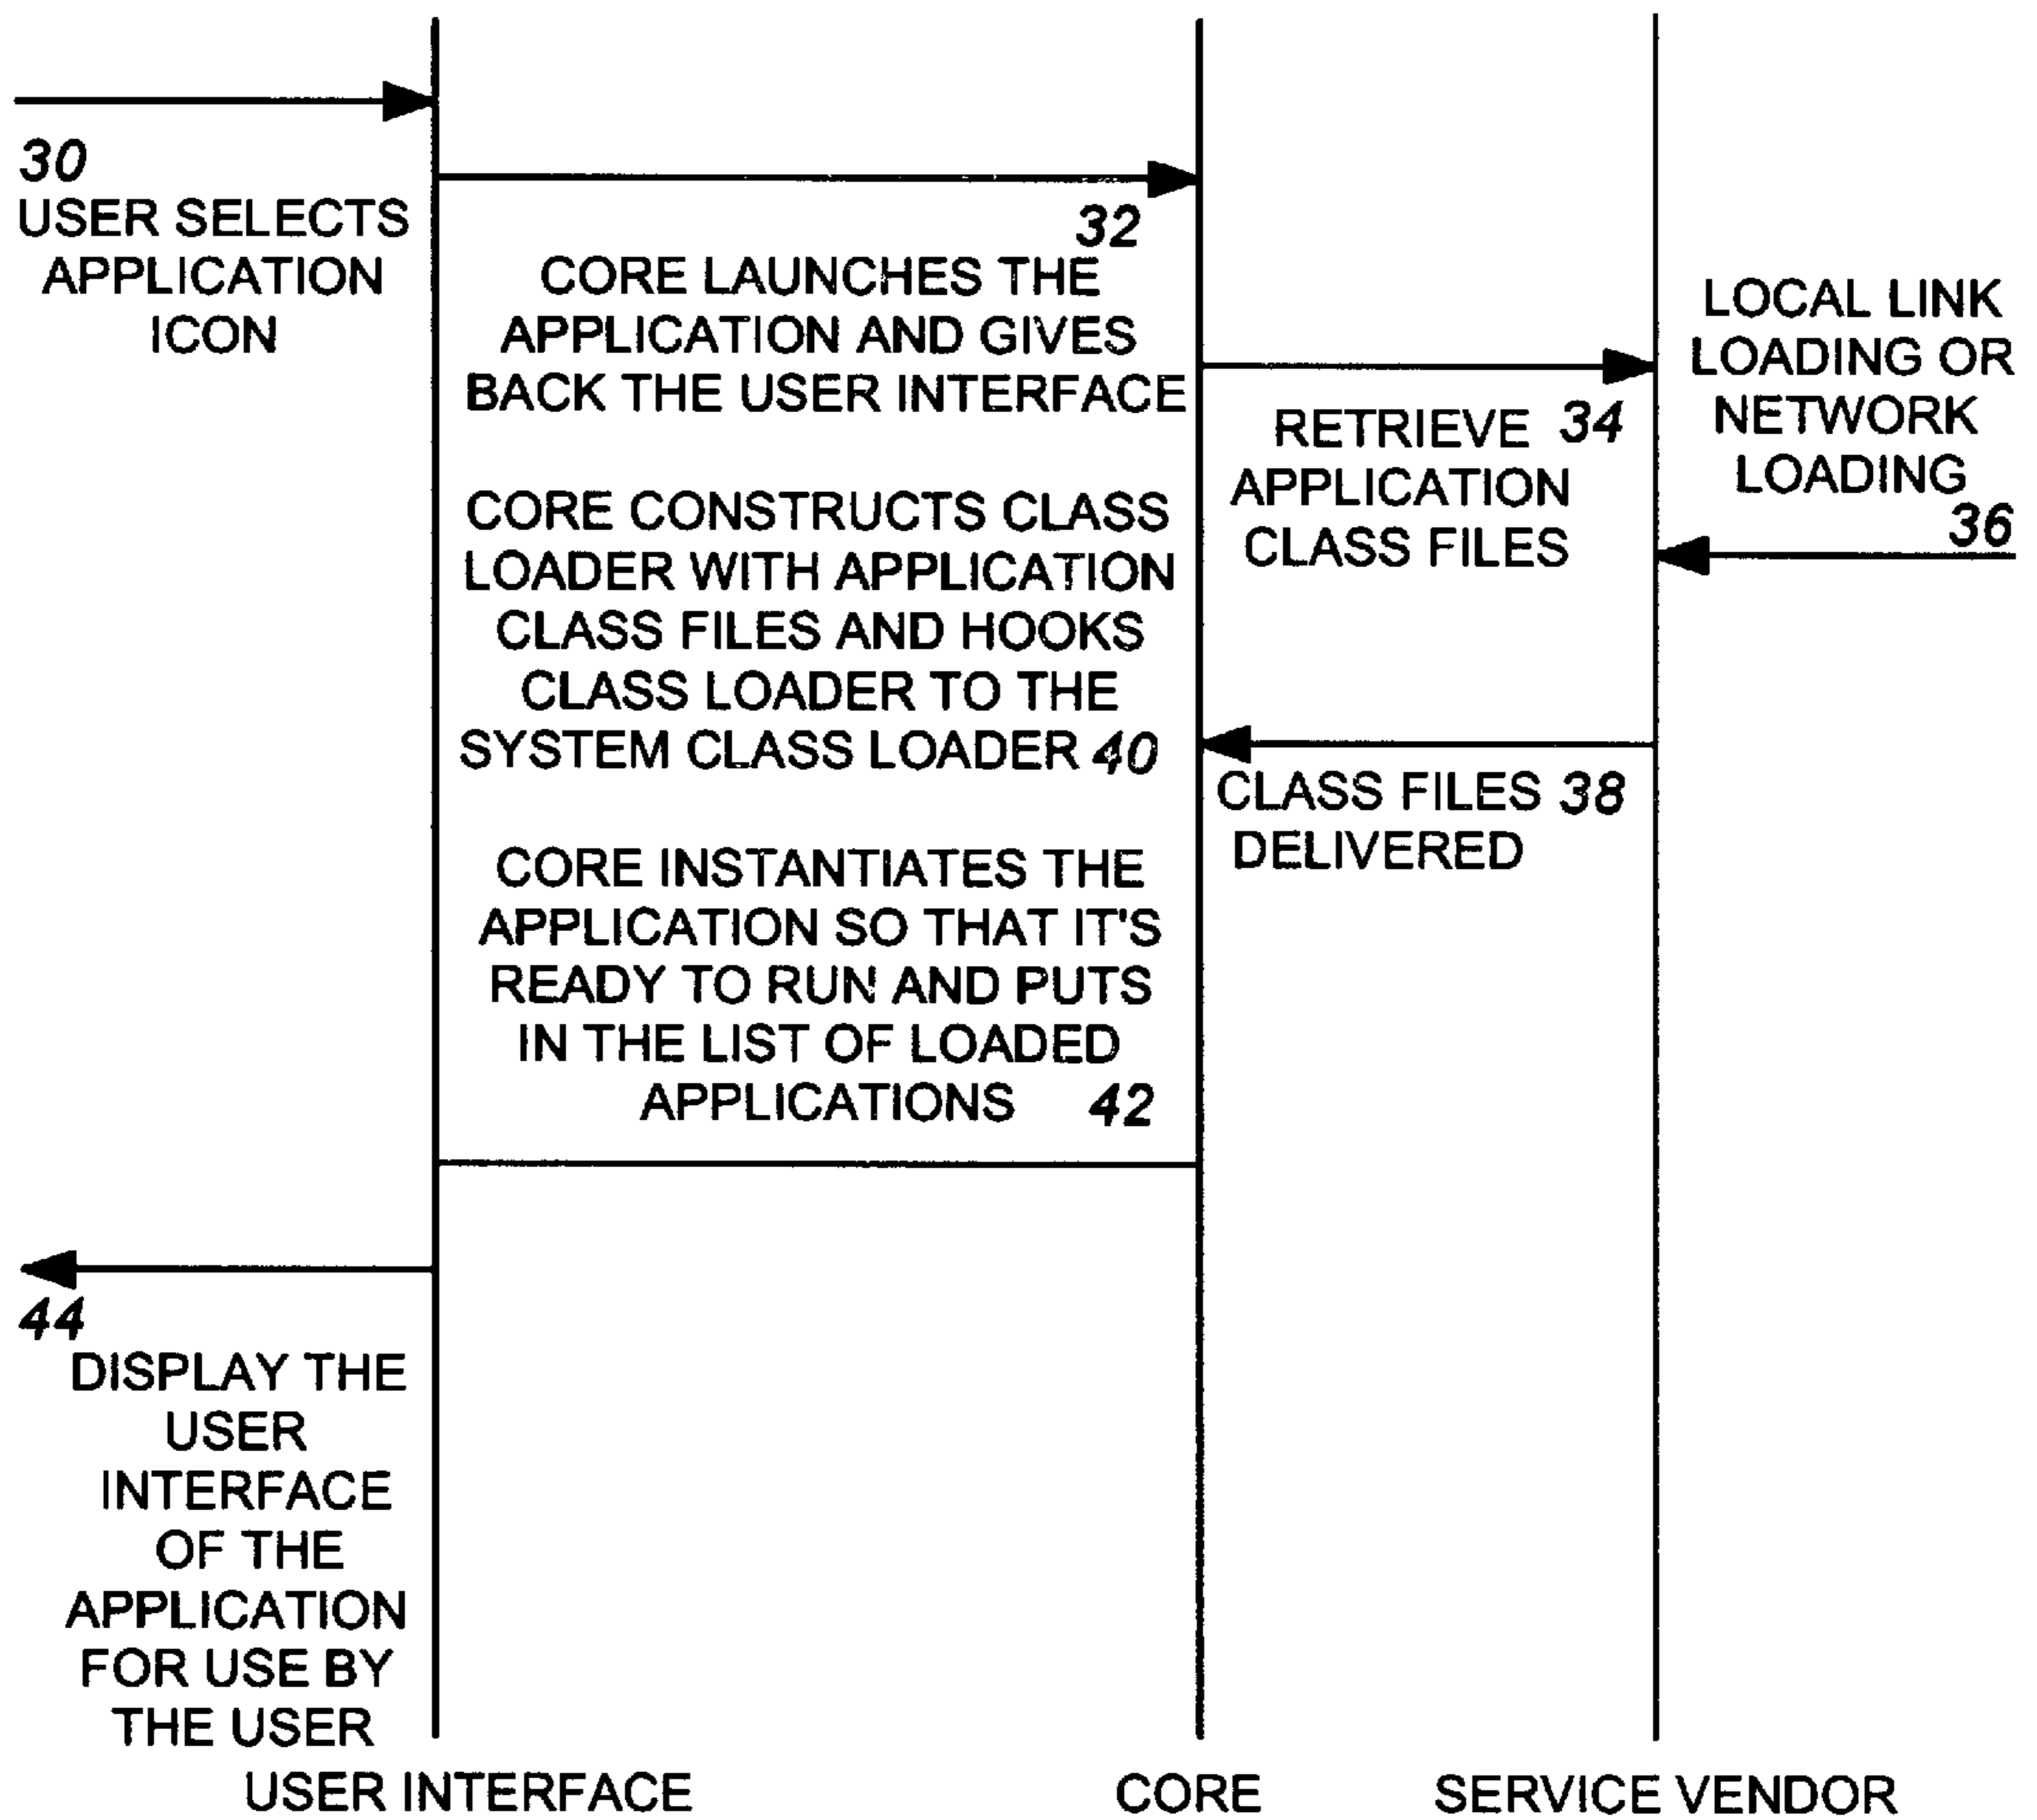 30
USER SELECTS
APPLICATION
ICON
32
CORE LAUNCHES THE
APPLICATION AND GIVES
BACK THE USER INTERFACE
RETRIEVE 34
APPLICATION
CLASS FILES
LOCAL LINK
LOADING OR
NETWORK
LOADING
36
CLASS FILES 38
DELIVERED
CORE CONSTRUCTS CLASS
LOADER WITH APPLICATION
CLASS FILES AND HOOKS
CLASS LOADER TO THE
SYSTEM CLASS LOADER 40
CORE INSTANTIATES THE
APPLICATION SO THAT IT'S
READY TO RUN AND PUTS
IN THE LIST OF LOADED
APPLICATIONS 42
44
DISPLAY THE
USER
INTERFACE
OF THE
APPLICATION
FOR USE BY
THE USER
USER INTERFACE
CORE
SERVICE VENDOR